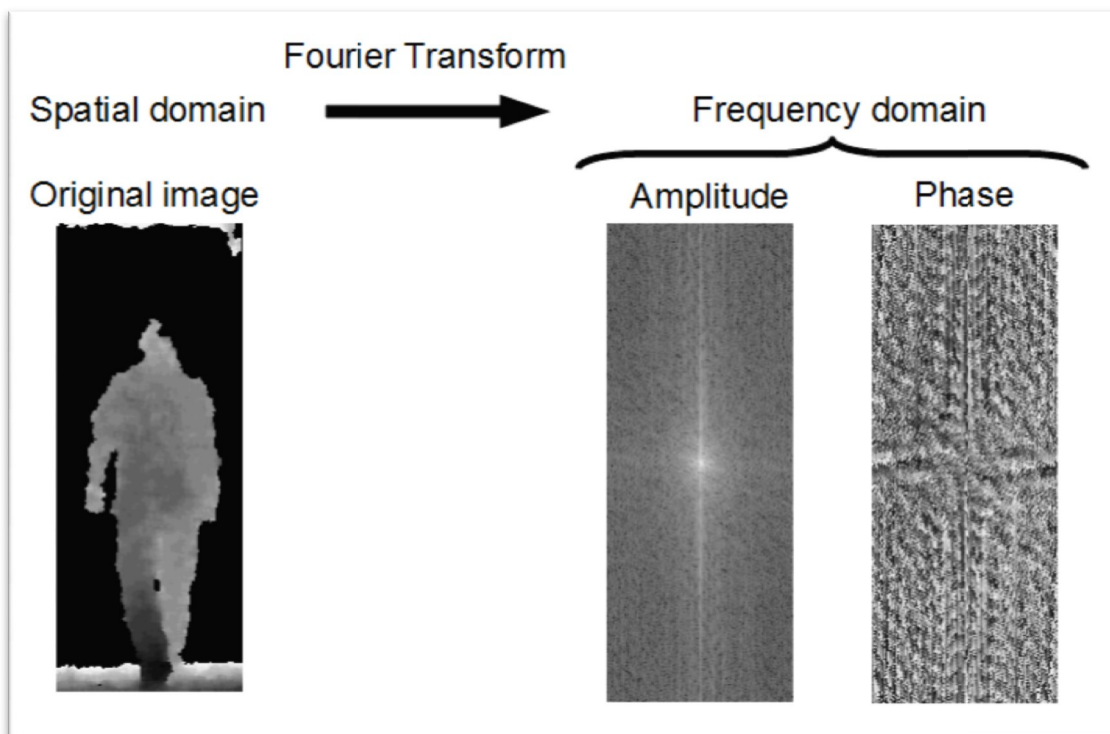 Fourier Transform
Spatial domain
Frequency domain
Original image
Amplitude
Phase